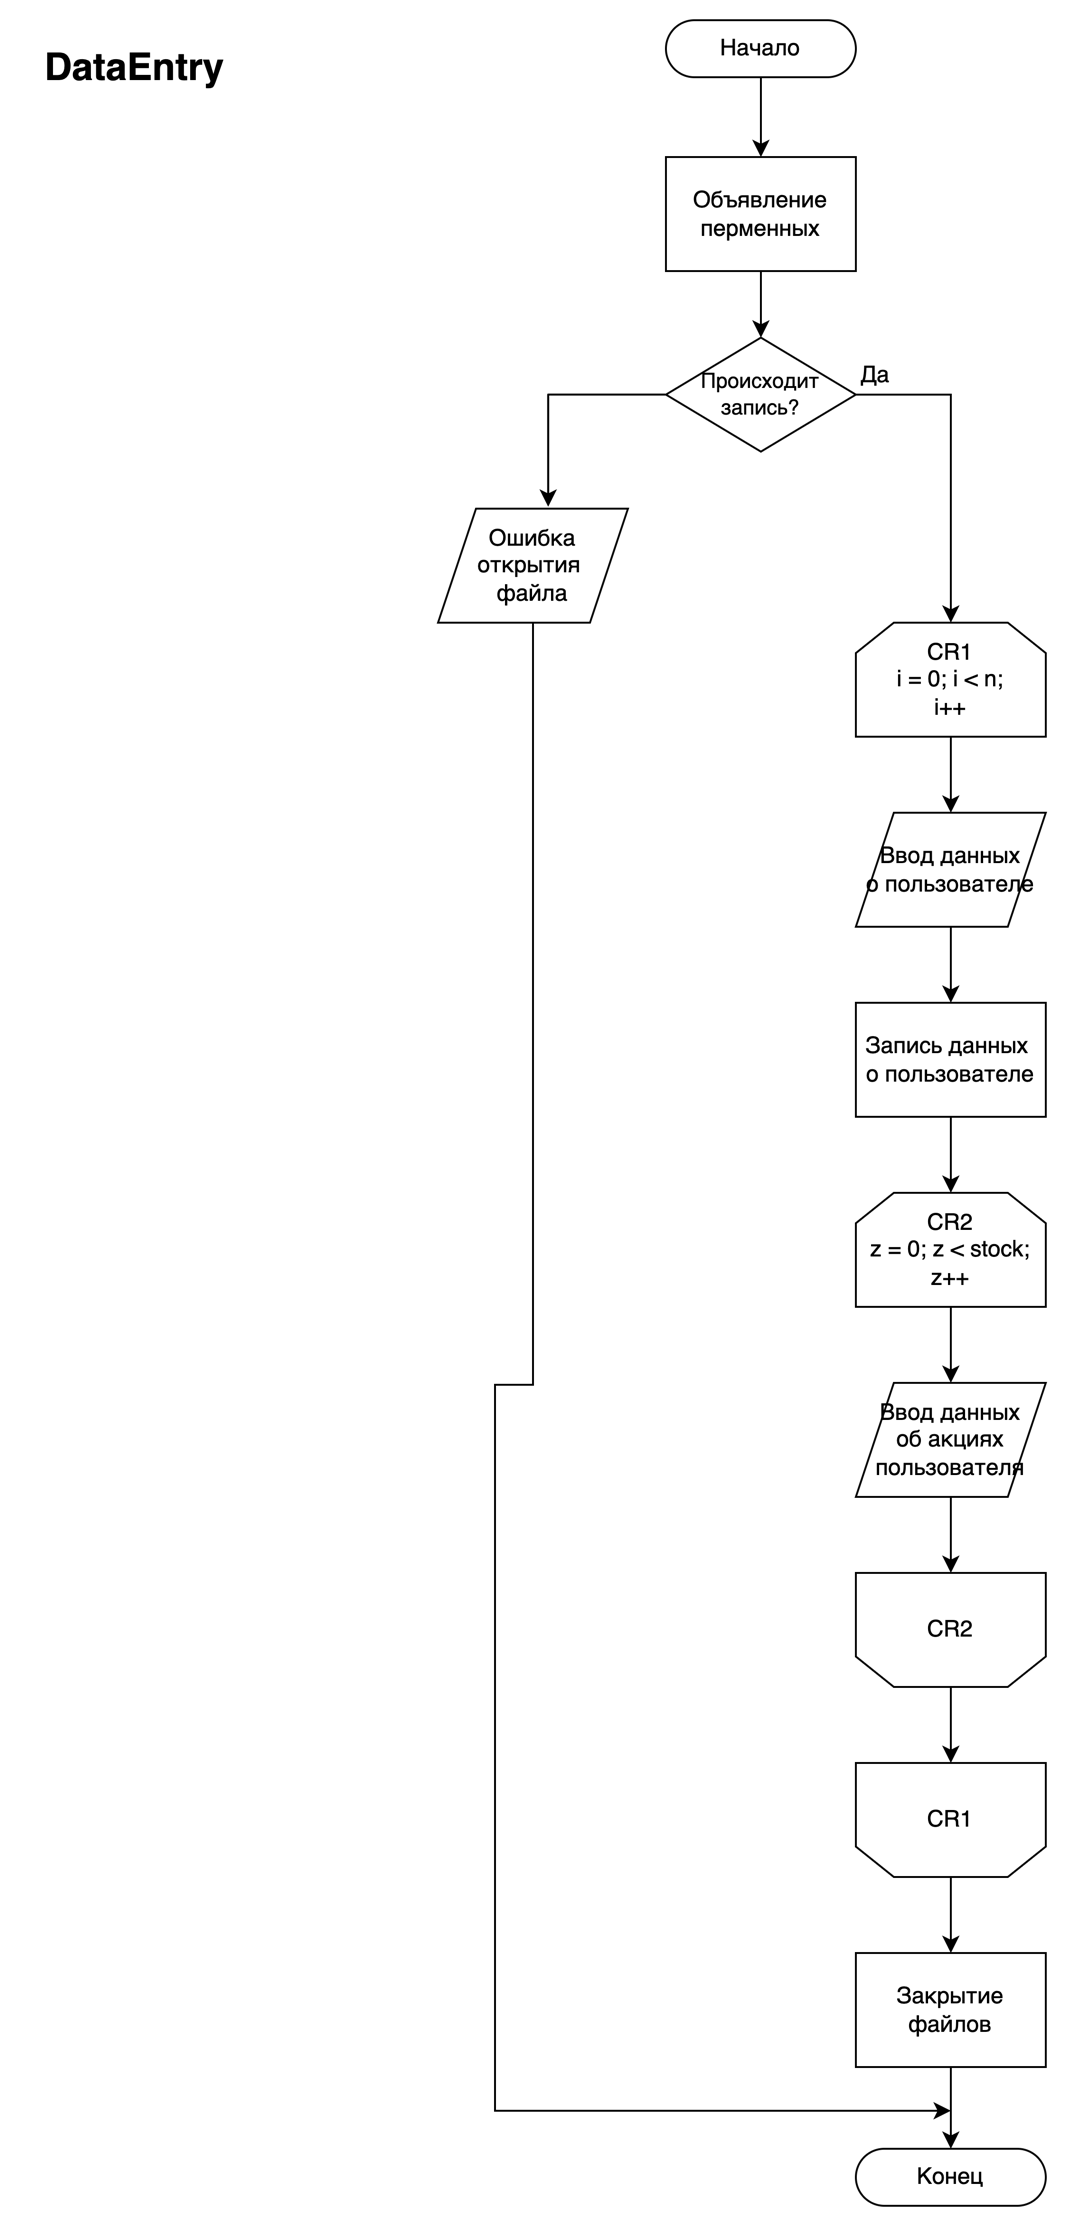 DataEntry
Начало
Объявление
перменных
Происходит
запись?
Да
Ошибка
открытия
файла
CR1
i = 0; i < n;
i++
Ввод данных
о пользователе
Запись данных
о пользователе
CR2
z = 0; z < stock;
z++
Ввод данных
об акциях
пользователя
CR2
CR1
Закрытие
файлов
Конец